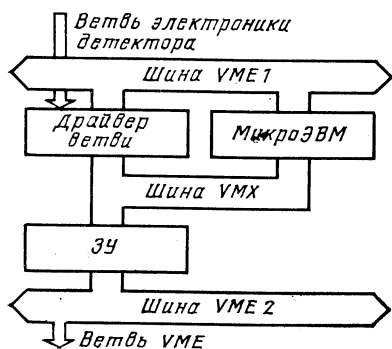 Ветвь электроники
детектора
Шина VME1
Драйвер
ветви
МикроЭВМ
Шина VMX
ЗУ
Шина VME2
Ветвь VME